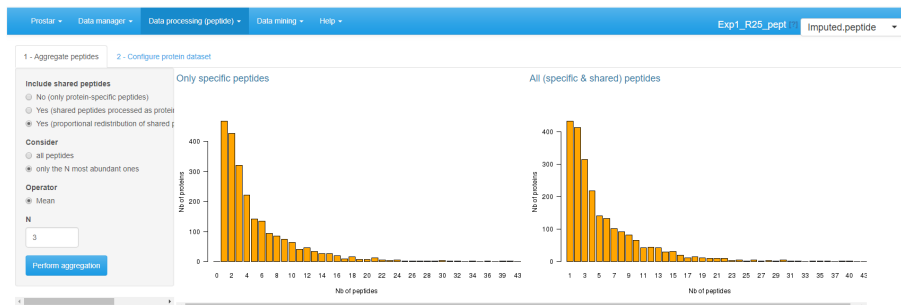 Prostar Data manager Data processing (peptide) Data mining Help Exp1_R25_pept [?] Imputed.peptide
1 - Aggregate peptides 2 - Configure protein dataset
Include shared peptides
No (only protein-specific peptides)
Yes (shared peptides processed as protein
Yes (proportional redistribution of shared p
Consider
all peptides
only the N most abundant ones
Operator
Mean
N
3
Perform aggregation
Only specific peptides
Nb of proteins
400
300
200
100
0
0 2 4 6 8 10 12 14 16 18 20 22 24 26 28 30 32 34 36 39 43
Nb of peptides
All (specific & shared) peptides
Nb of proteins
400
300
200
100
0
1 3 5 7 9 11 13 15 17 19 21 23 25 27 29 31 33 35 37 40 43
Nb of peptides